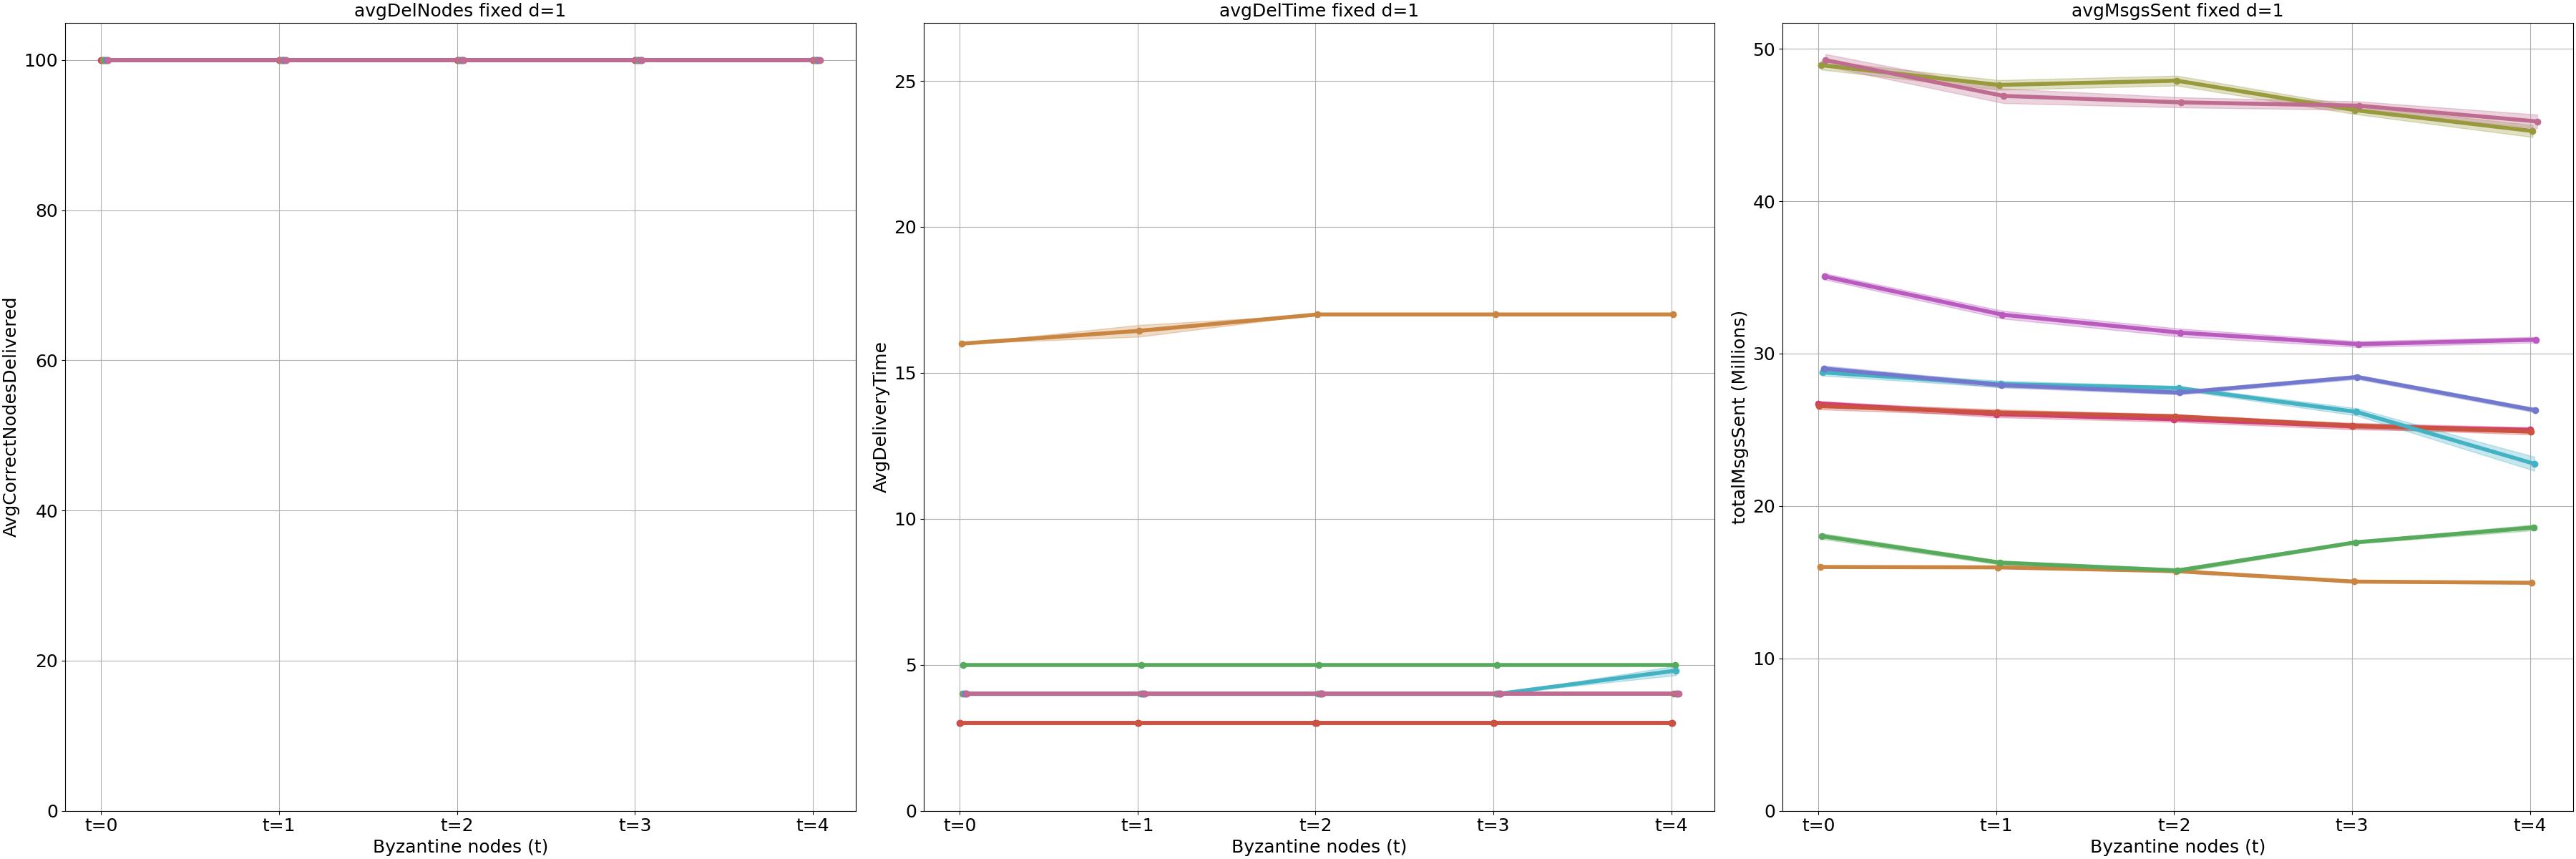 avgDelNodes fixed d=1
AvgCorrectNodesDelivered
100
80
60
40
20
0
t=0 t=1 t=2 t=3 t=4
Byzantine nodes (t)
avgDelTime fixed d=1
AvgDeliveryTime
25
20
15
10
5
0
t=0 t=1 t=2 t=3 t=4
Byzantine nodes (t)
avgMsgsSent fixed d=1
totalMsgsSent (Millions)
50
40
30
20
10
0
t=0 t=1 t=2 t=3 t=4
Byzantine nodes (t)